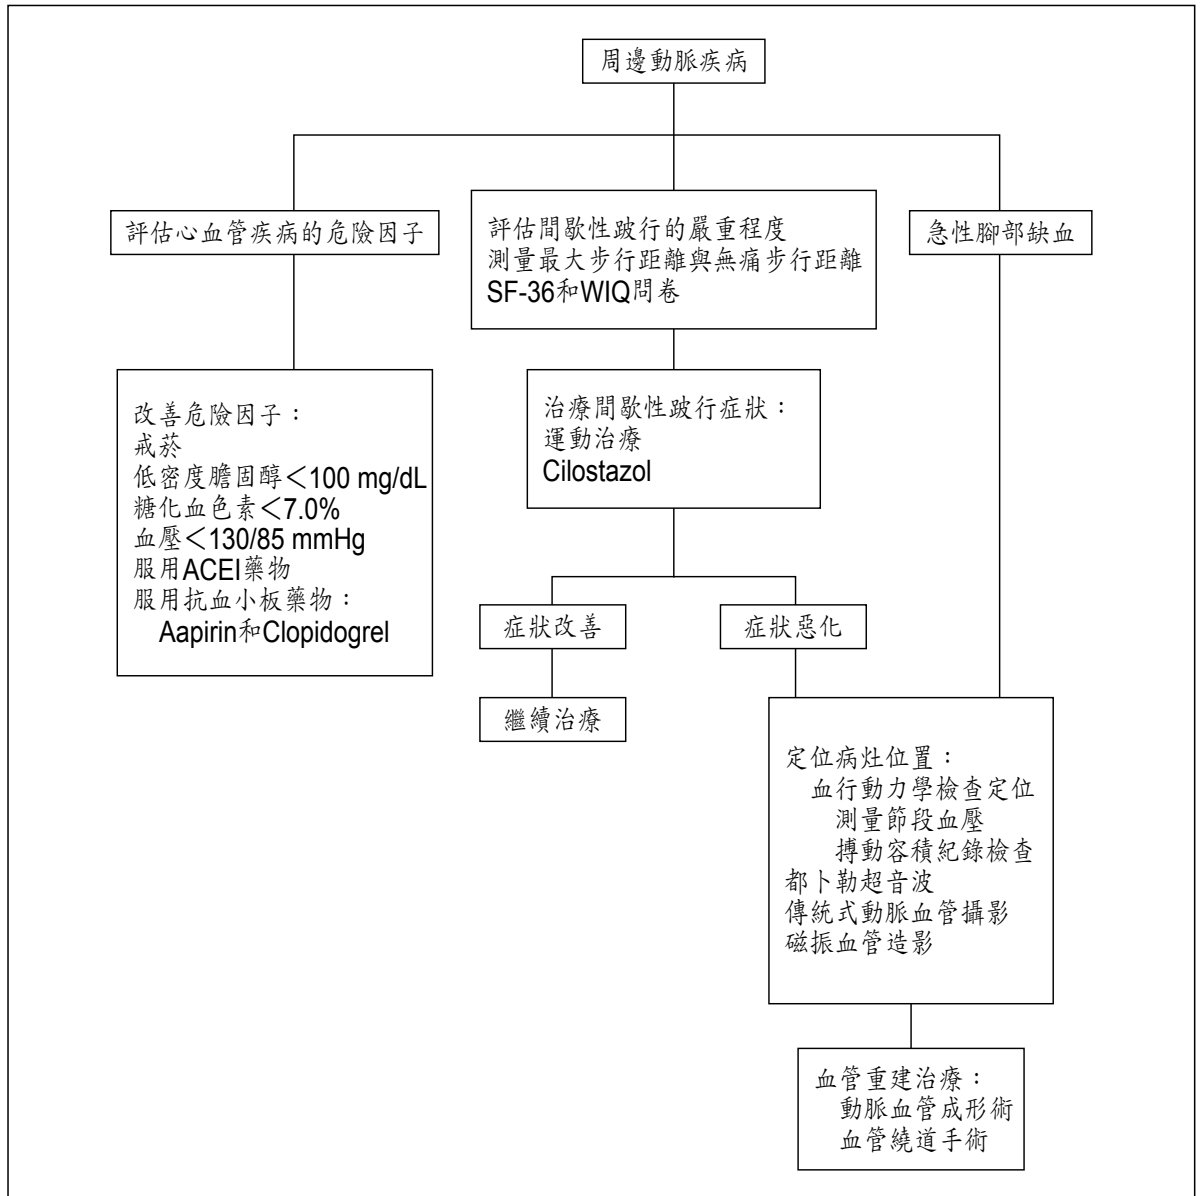 周邊動脈疾病
評估心血管疾病的危險因子
評估間歇性跛行的嚴重程度
測量最大步行距離與無痛步行距離
SF-36和WIQ問卷
急性腳部缺血
改善危險因子：
戒菸
低密度膽固醇＜100 mg/dL
糖化血色素＜7.0%
血壓＜130/85 mmHg
服用ACEI藥物
服用抗血小板藥物：
Aapirin和Clopidogrel
治療間歇性跛行症狀：
運動治療
Cilostazol
症狀改善
症狀惡化
繼續治療
定位病灶位置：
血行動力學檢查定位
測量節段血壓
搏動容積紀錄檢查
都卜勒超音波
傳統式動脈血管攝影
磁振血管造影
血管重建治療：
動脈血管成形術
血管繞道手術